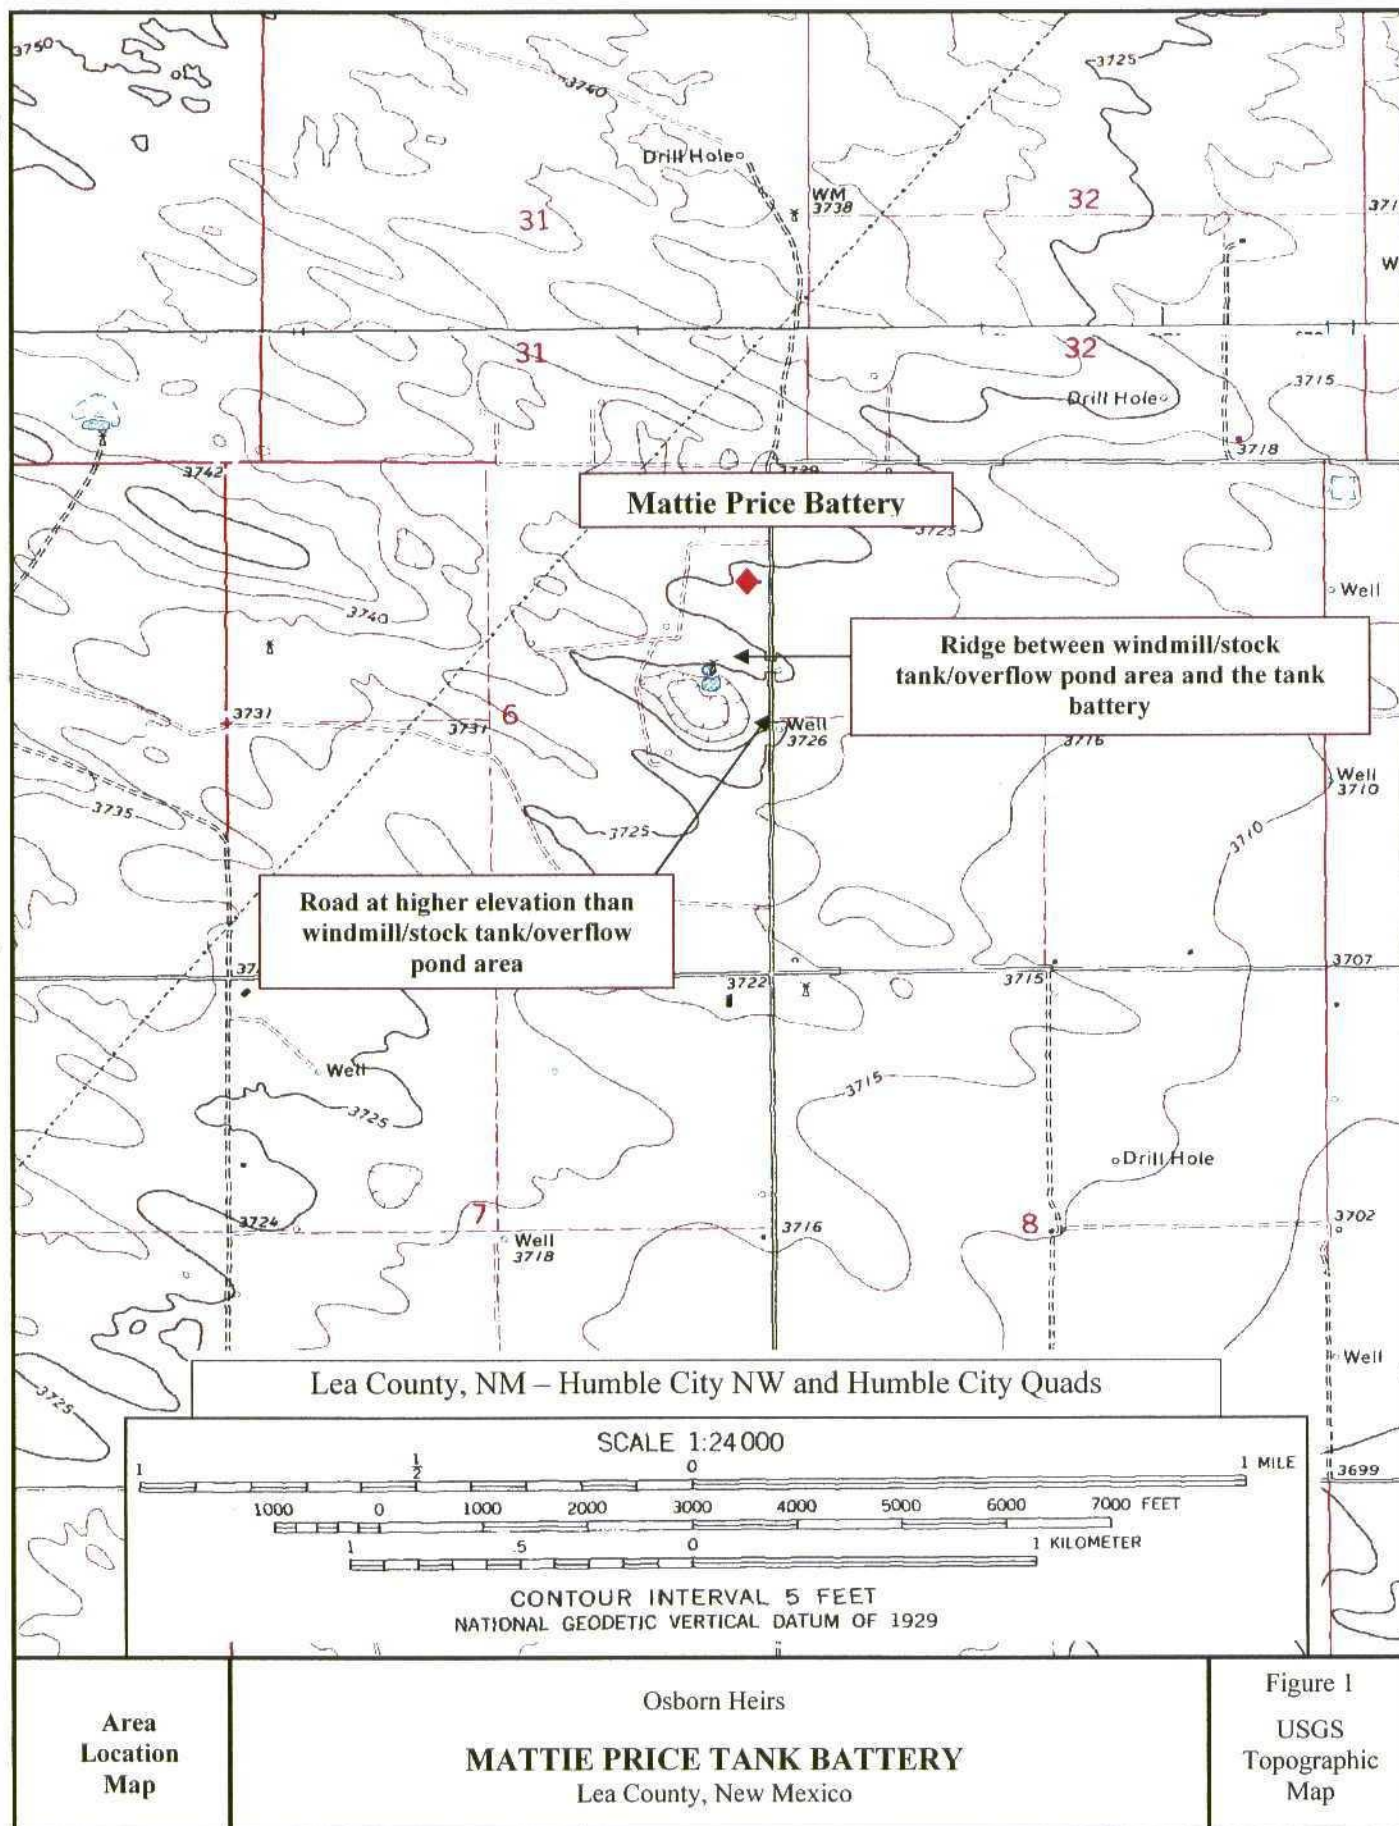 3750
3740
3725
Drill Hole
WM
3738
31
32
31
32
Drill Hole
3715
3718
3742
Mattie Price Battery
3725
Well
3740
Ridge between windmill/stock
tank/overflow pond area and the tank
battery
3731
3731
6
Well
3726
3716
Well
3710
3735
3725
3710
Road at higher elevation than
windmill/stock tank/overflow
pond area
3722
3715
3707
Well
3715
3725
Drill Hole
3724
7
Well
3718
3716
8
3702
Well
3725
Lea County, NM – Humble City NW and Humble City Quads
SCALE 1:24 000
1 1/2 0 1 MILE
1000 0 1000 2000 3000 4000 5000 6000 7000 FEET
1 .5 0 1 KILOMETER
3699
CONTOUR INTERVAL 5 FEET
NATIONAL GEODETIC VERTICAL DATUM OF 1929
Area
Location
Map
Osborn Heirs
MATTIE PRICE TANK BATTERY
Lea County, New Mexico
Figure 1
USGS
Topographic
Map